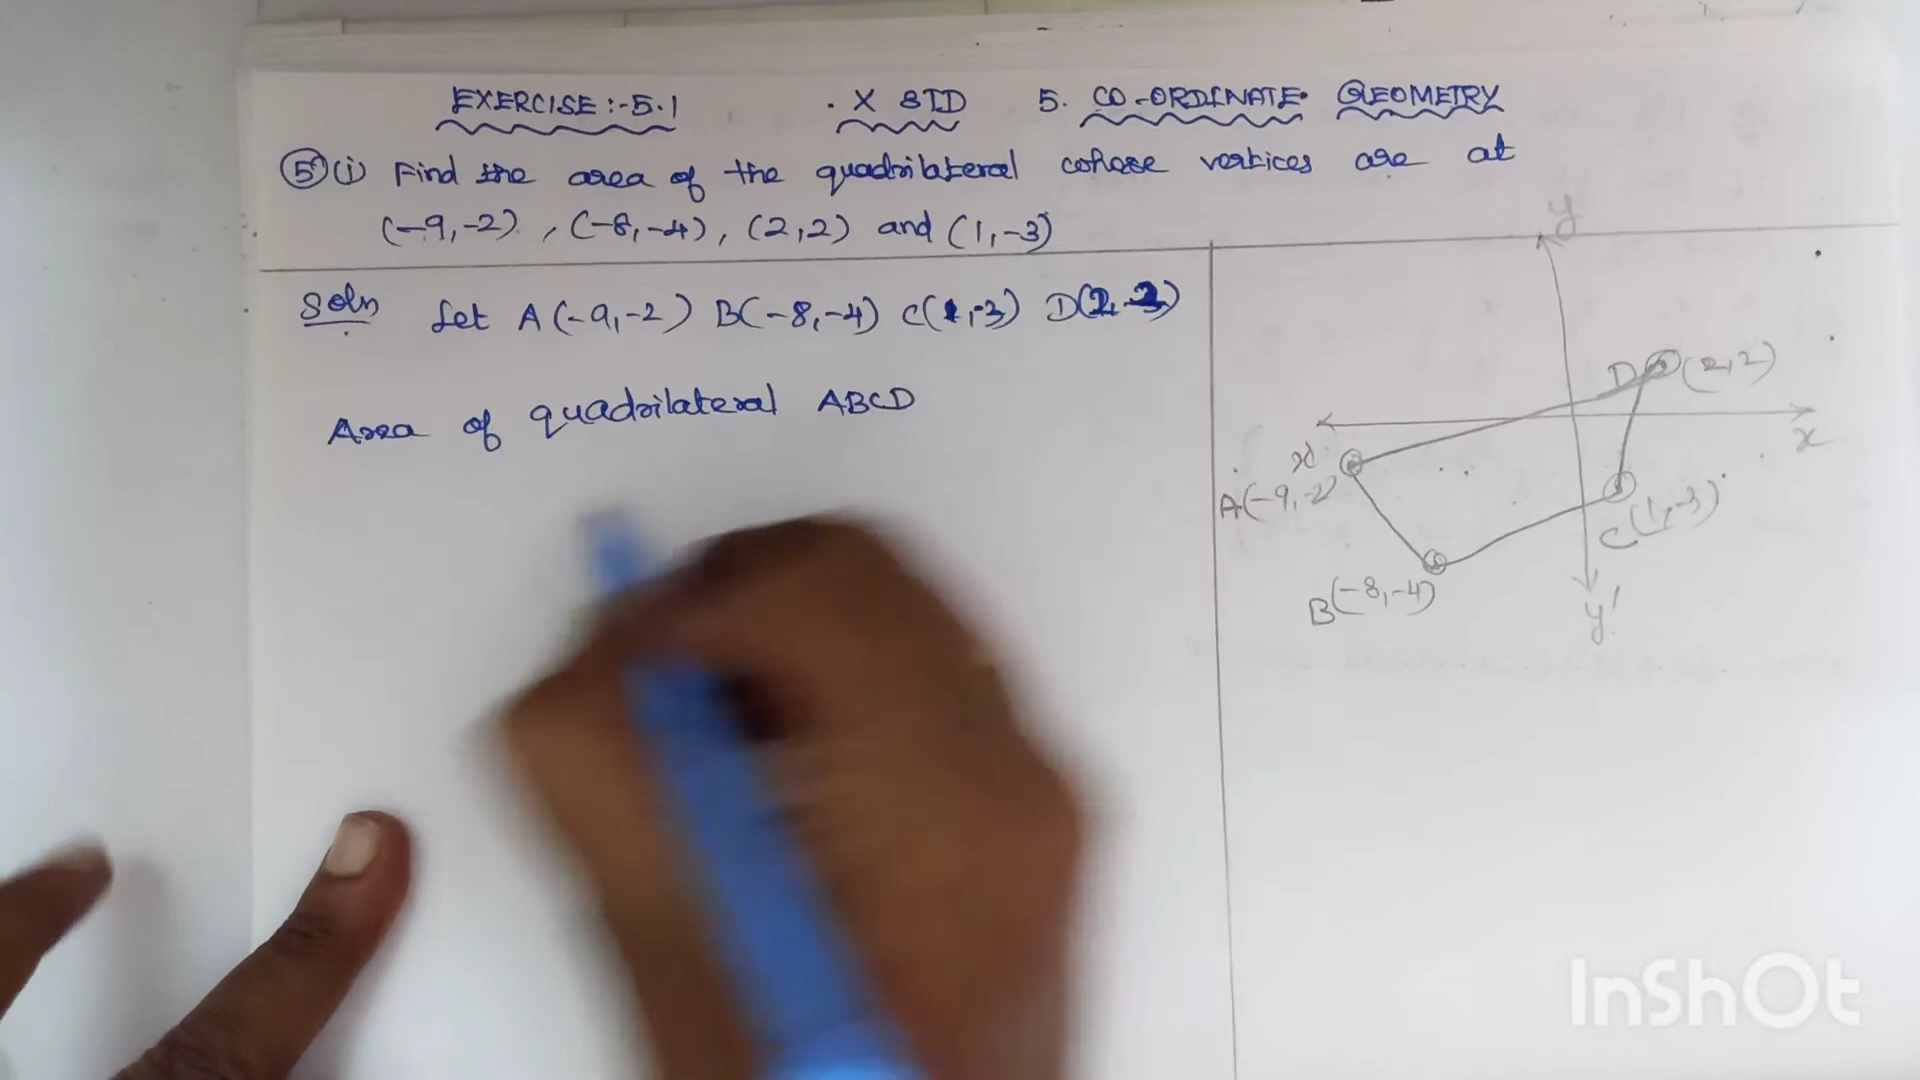 EXERCISE :- 5.1 X STD 5. CO-ORDINATE GEOMETRY
5 (i) Find the area of the quadrilateral whose vertices are at
(-9,-2), (-8,-4), (2,2) and (1,-3)
Soln Let A(-9,-2) B(-8,-4) C(1,-3) D(2,2)
Area of quadrilateral ABCD
y
D (2,2)
x' x
A(-9,-2)
C(1,-3)
B(-8,-4)
y'
InShOt